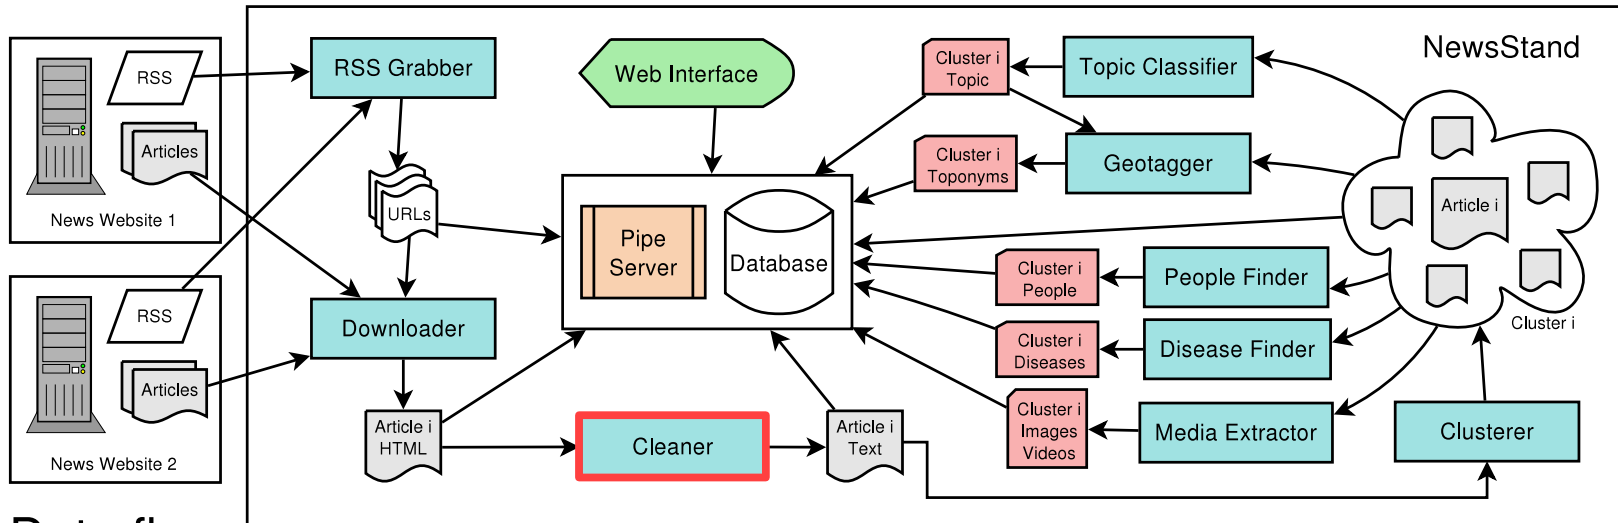 NewsStand
RSS
Articles
News Website 1
RSS
Articles
News Website 2
RSS Grabber
URLs
Downloader
Article i
HTML
Web Interface
Pipe
Server
Database
Cleaner
Article i
Text
Cluster i
Topic
Topic Classifier
Cluster i
Toponyms
Geotagger
Cluster i
People
People Finder
Cluster i
Diseases
Disease Finder
Cluster i
Images
Videos
Media Extractor
Article i
Cluster i
Clusterer